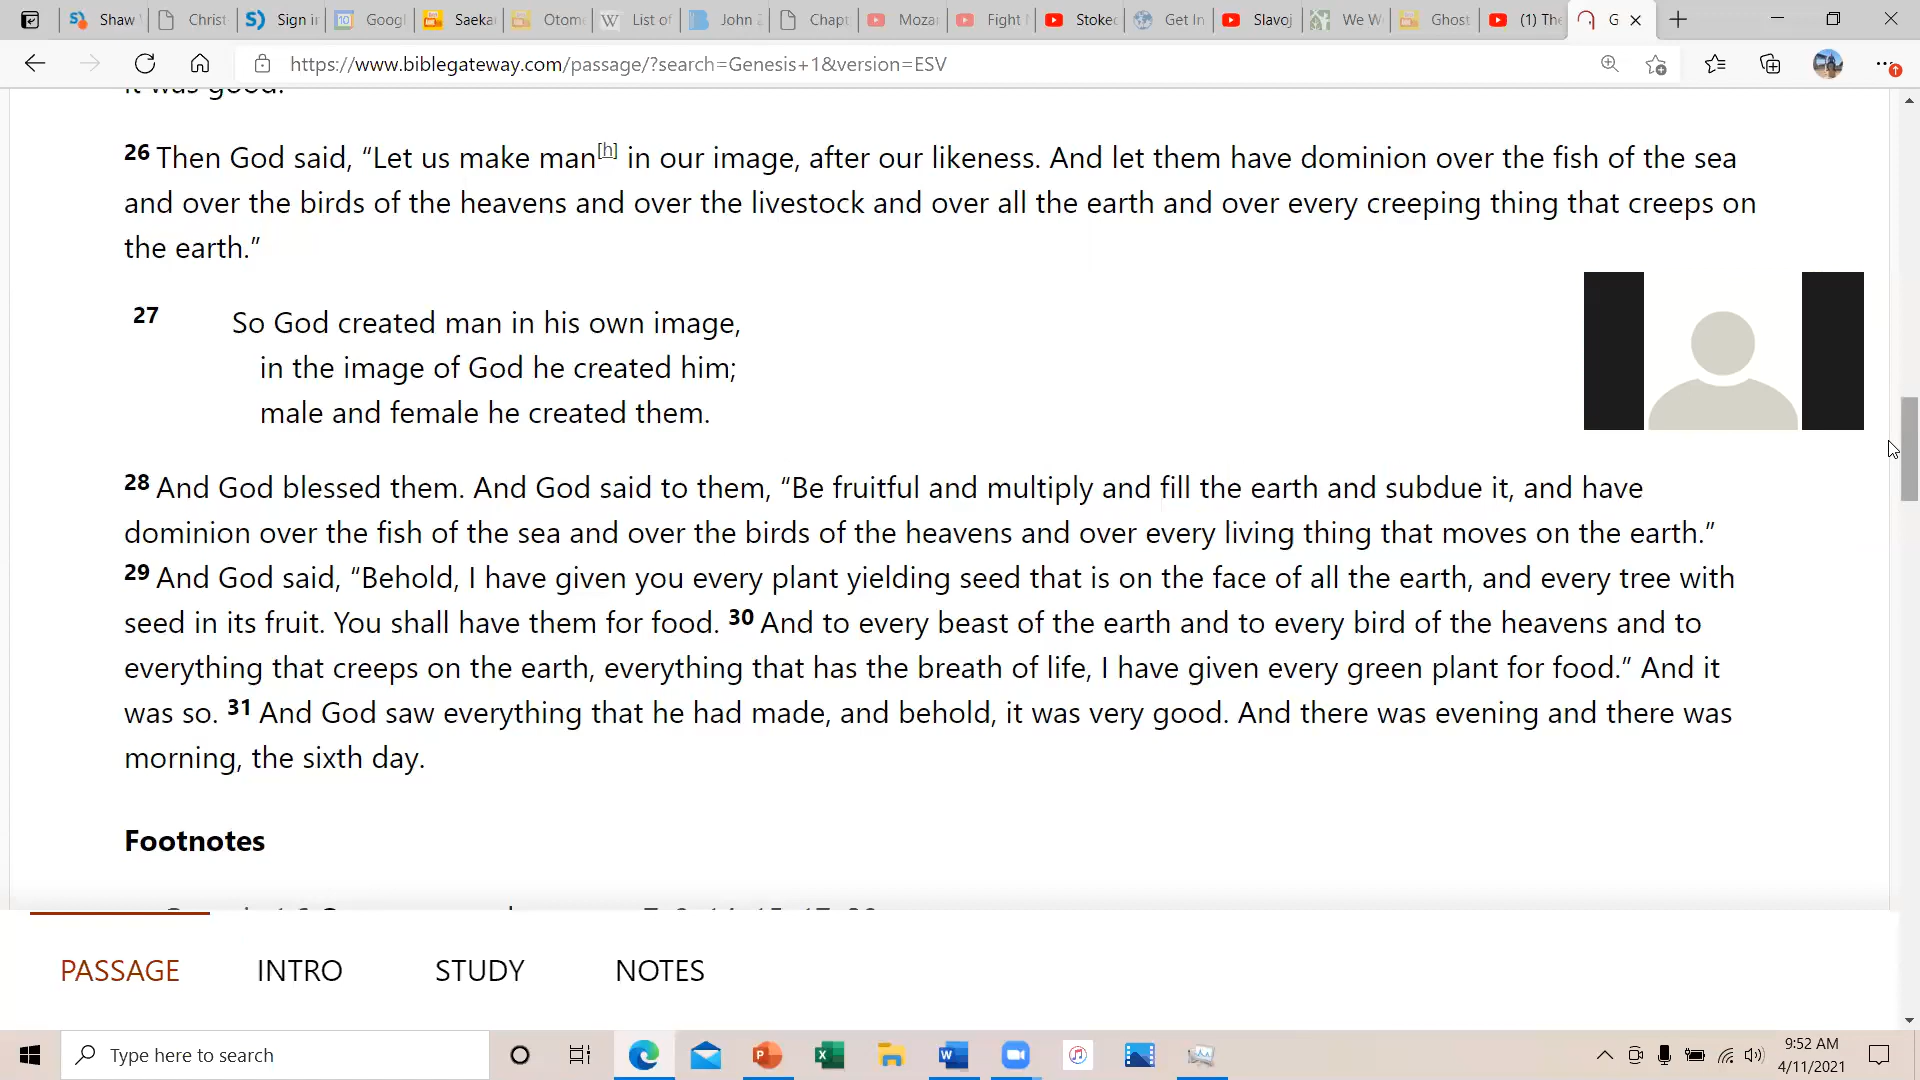 Shaw
Christ
Sign in
Googl
Saeka
Otome
List of
John
Chapt
Moza
Fight
Stoked
Get In
Slavoj
We W
Ghost
(1) The
G
https://www.biblegateway.com/passage/?search=Genesis+1&version=ESV
it was good.
26 Then God said, “Let us make man[h] in our image, after our likeness. And let them have dominion over the fish of the sea
and over the birds of the heavens and over the livestock and over all the earth and over every creeping thing that creeps on
the earth.”
27 So God created man in his own image,
in the image of God he created him;
male and female he created them.
28 And God blessed them. And God said to them, “Be fruitful and multiply and fill the earth and subdue it, and have
dominion over the fish of the sea and over the birds of the heavens and over every living thing that moves on the earth.”
29 And God said, “Behold, I have given you every plant yielding seed that is on the face of all the earth, and every tree with
seed in its fruit. You shall have them for food. 30 And to every beast of the earth and to every bird of the heavens and to
everything that creeps on the earth, everything that has the breath of life, I have given every green plant for food.” And it
was so. 31 And God saw everything that he had made, and behold, it was very good. And there was evening and there was
morning, the sixth day.
Footnotes
PASSAGE INTRO STUDY NOTES
Type here to search
9:52 AM
4/11/2021